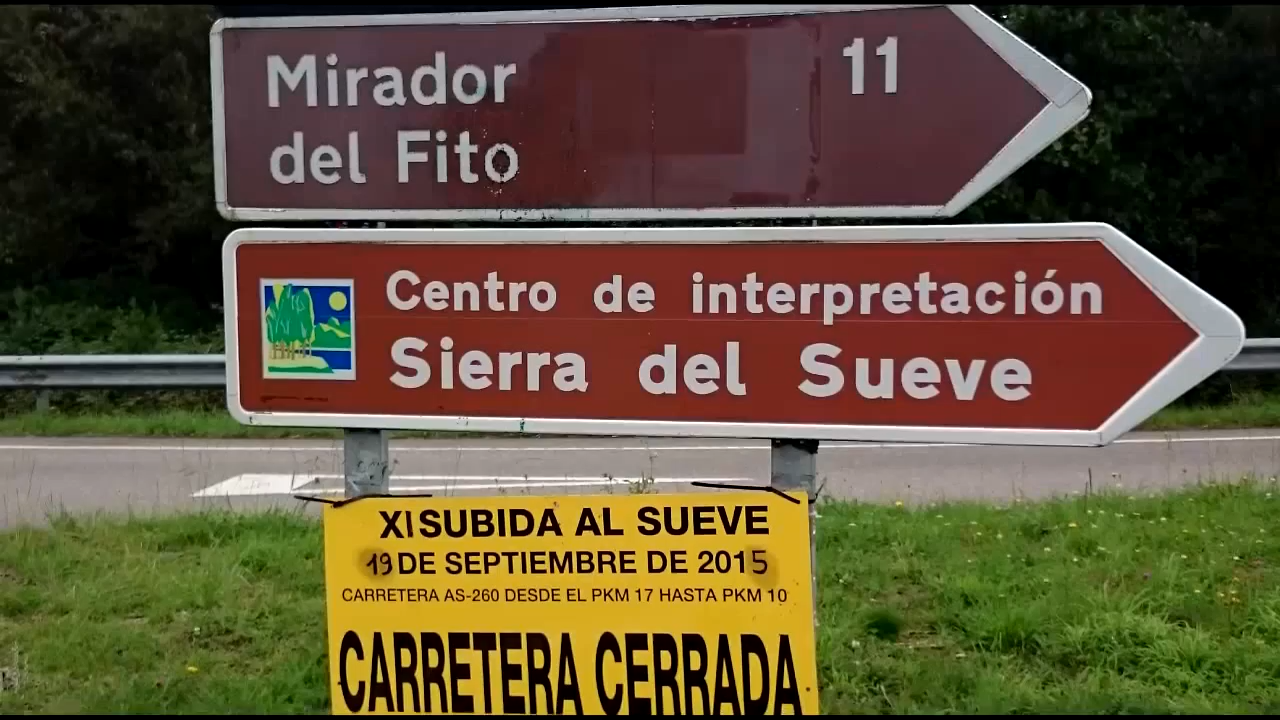 Mirador 11
del Fito
Centro de interpretación
Sierra del Sueve
XI SUBIDA AL SUEVE
19 DE SEPTIEMBRE DE 2015
CARRETERA AS-260 DESDE EL PKM 17 HASTA PKM 10
CARRETERA CERRADA